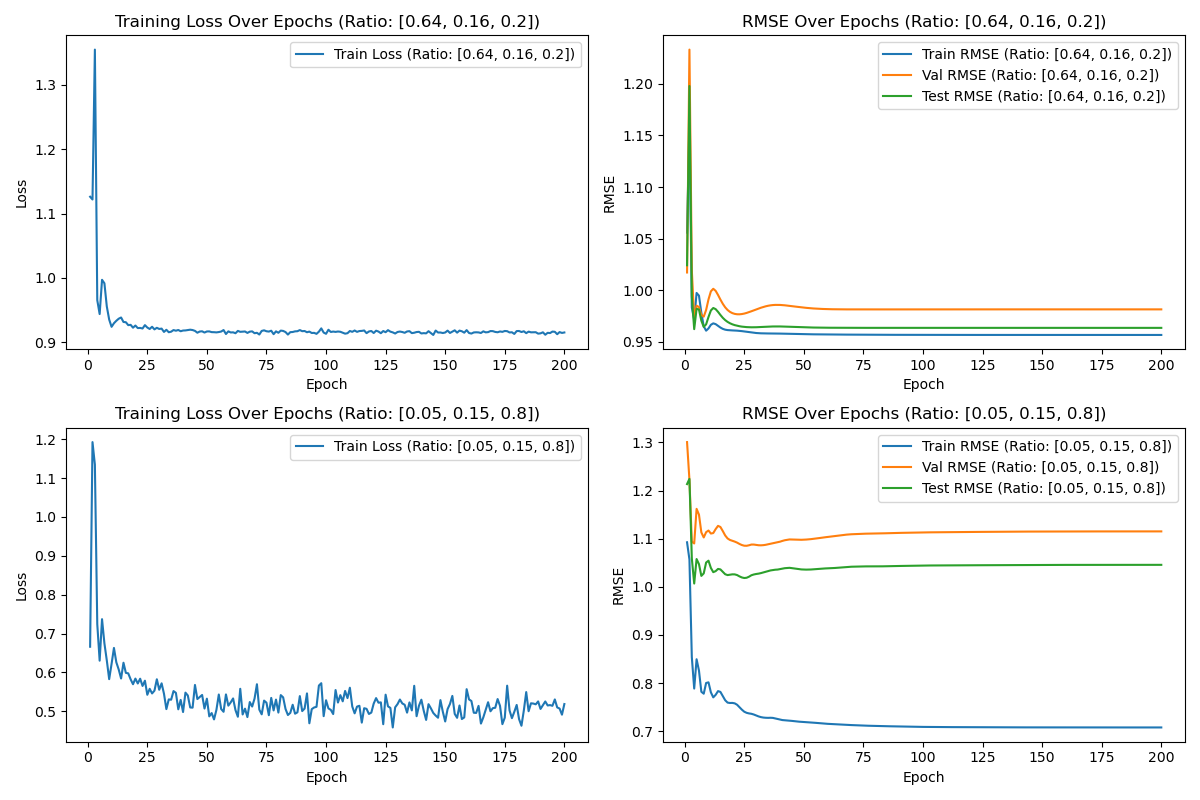 Training Loss Over Epochs (Ratio: [0.64, 0.16, 0.2])
Train Loss (Ratio: [0.64, 0.16, 0.2])
1.3
1.2
1.1
1.0
0.9
Loss
0 25 50 75 100 125 150 175 200
Epoch
RMSE Over Epochs (Ratio: [0.64, 0.16, 0.2])
Train RMSE (Ratio: [0.64, 0.16, 0.2])
Val RMSE (Ratio: [0.64, 0.16, 0.2])
Test RMSE (Ratio: [0.64, 0.16, 0.2])
1.20
1.15
1.10
1.05
1.00
0.95
RMSE
0 25 50 75 100 125 150 175 200
Epoch
Training Loss Over Epochs (Ratio: [0.05, 0.15, 0.8])
Train Loss (Ratio: [0.05, 0.15, 0.8])
1.2
1.1
1.0
0.9
0.8
0.7
0.6
0.5
Loss
0 25 50 75 100 125 150 175 200
Epoch
RMSE Over Epochs (Ratio: [0.05, 0.15, 0.8])
Train RMSE (Ratio: [0.05, 0.15, 0.8])
Val RMSE (Ratio: [0.05, 0.15, 0.8])
Test RMSE (Ratio: [0.05, 0.15, 0.8])
1.3
1.2
1.1
1.0
0.9
0.8
0.7
RMSE
0 25 50 75 100 125 150 175 200
Epoch